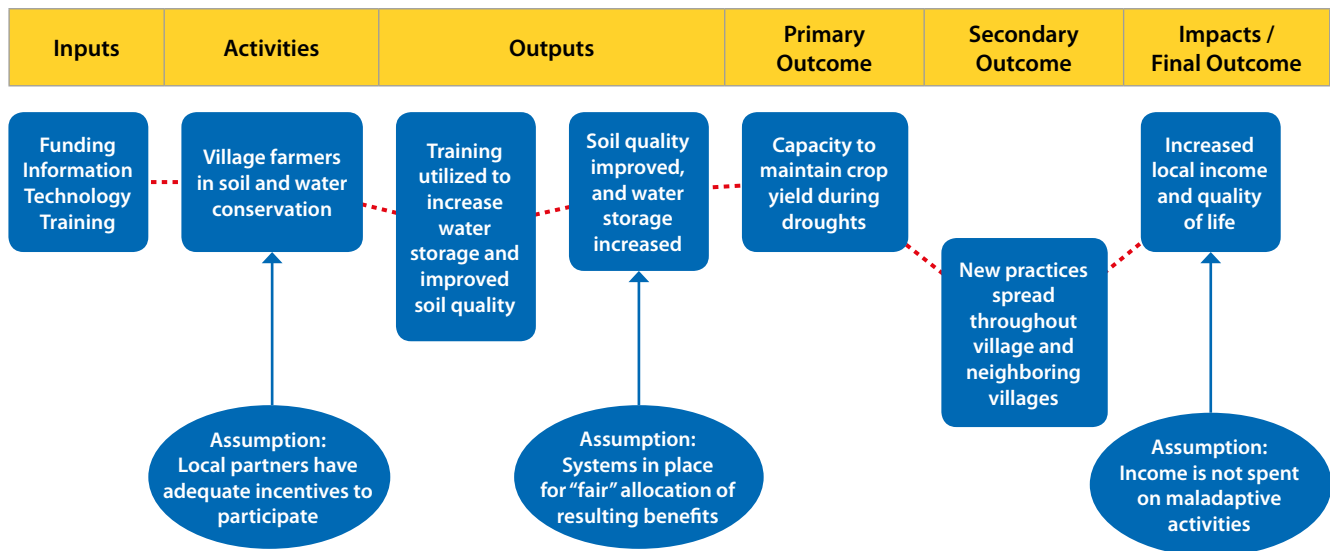 Inputs
Activities
Outputs
Primary
Outcome
Secondary
Outcome
Impacts /
Final Outcome
Funding
Information
Technology
Training
Village farmers
in soil and water
conservation
Training
utilized to
increase
water
storage and
improved
soil quality
Soil quality
improved,
and water
storage
increased
Capacity to
maintain crop
yield during
droughts
New practices
spread
throughout
village and
neighboring
villages
Increased
local income
and quality
of life
Assumption:
Local partners have
adequate incentives to
participate
Assumption:
Systems in place
for “fair” allocation of
resulting benefits
Assumption:
Income is not spent
on maladaptive
activities